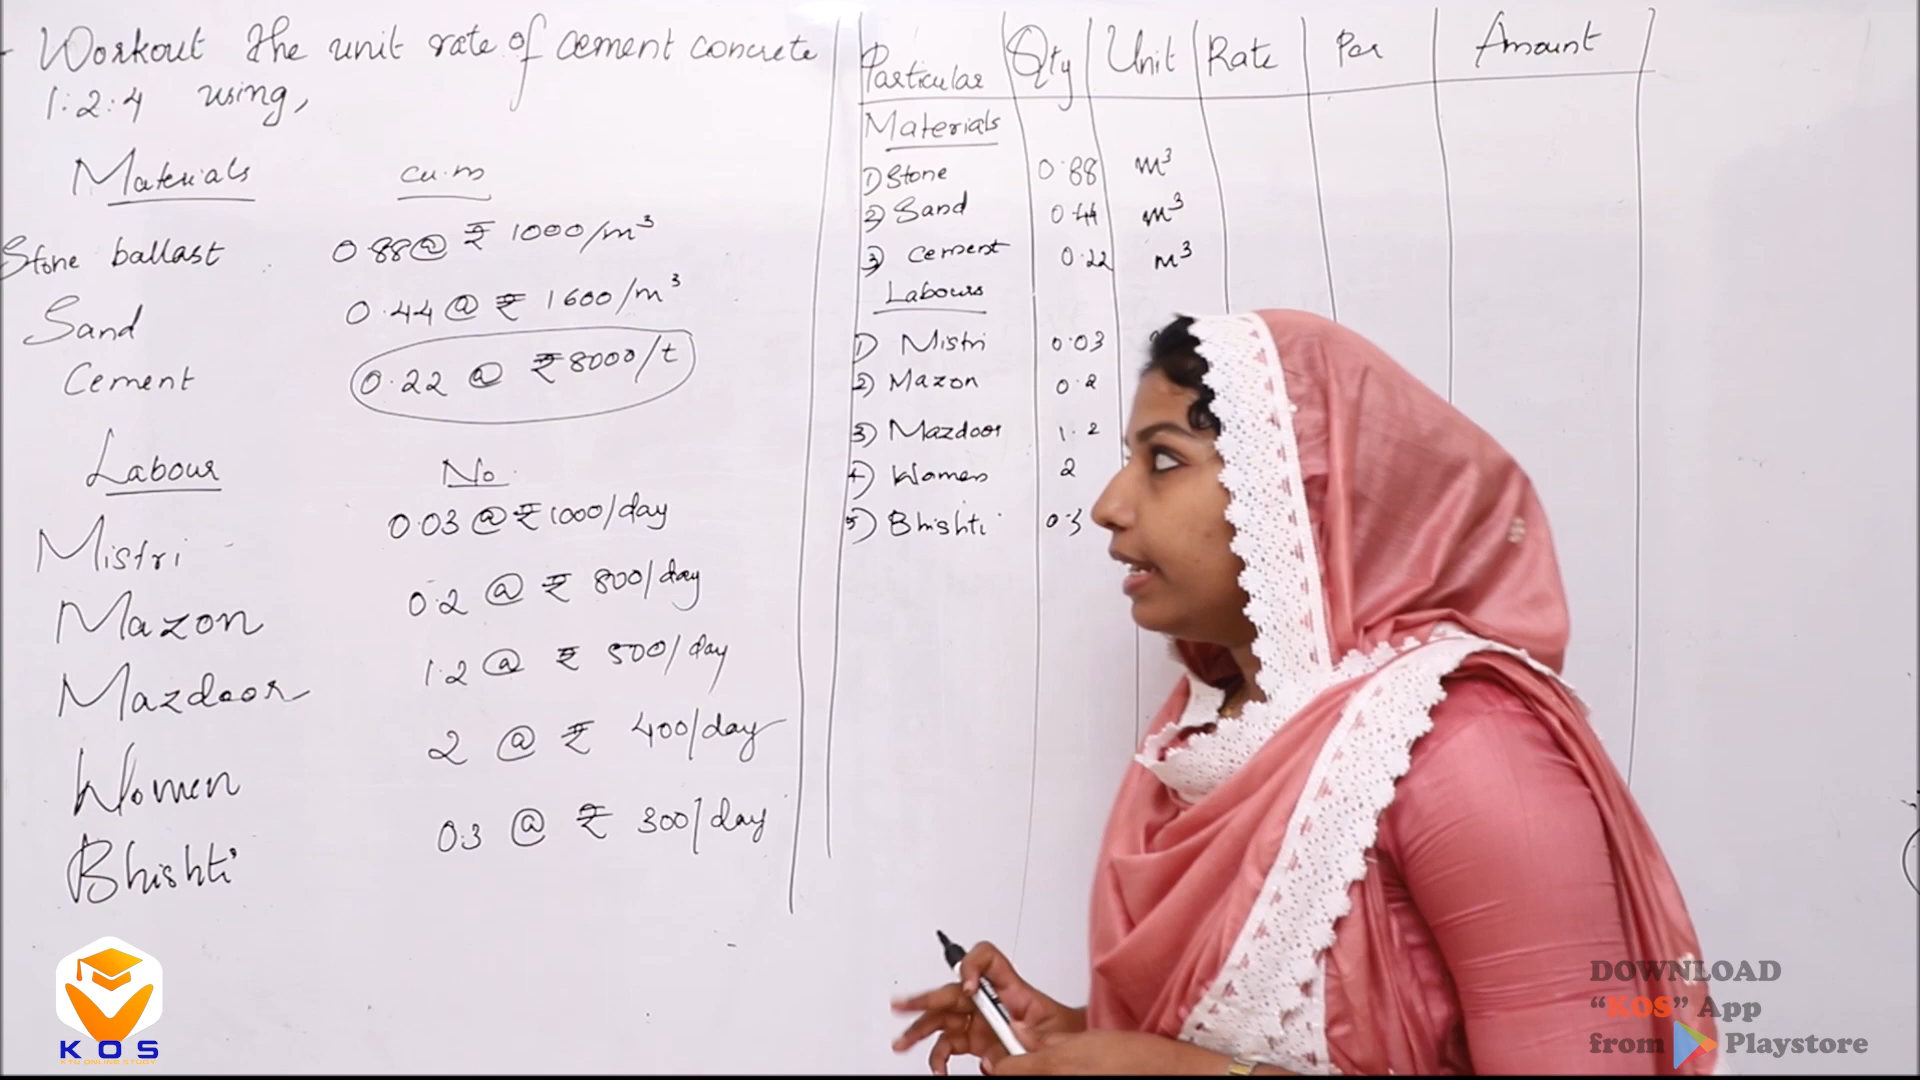 Workout the unit rate of cement concrete
1:2:4 using,
Materials cu.m
Stone ballast 0.88@ ₹ 1000/m³
Sand 0.44 @ ₹ 1600/m³
Cement 0.22 @ ₹8000/t
Labour No.
Mistri 0.03 @ ₹1000/day
Mazon 0.2 @ ₹ 800/day
Mazdoor 1.2 @ ₹ 500/day
Women 2 @ ₹ 400/day
Bhishti 0.3 @ ₹ 300/day
Particular Qty Unit Rate Per Amount
Materials
1) Stone 0.88 m³
2) Sand 0.44 m³
3) Cement 0.22 m³
Labours
1) Mistri 0.03
2) Mazon 0.2
3) Mazdoor 1.2
4) Women 2
5) Bhishti 0.3
KOS
KTU ONLINE STUDY
DOWNLOAD
“KOS” App
from Playstore